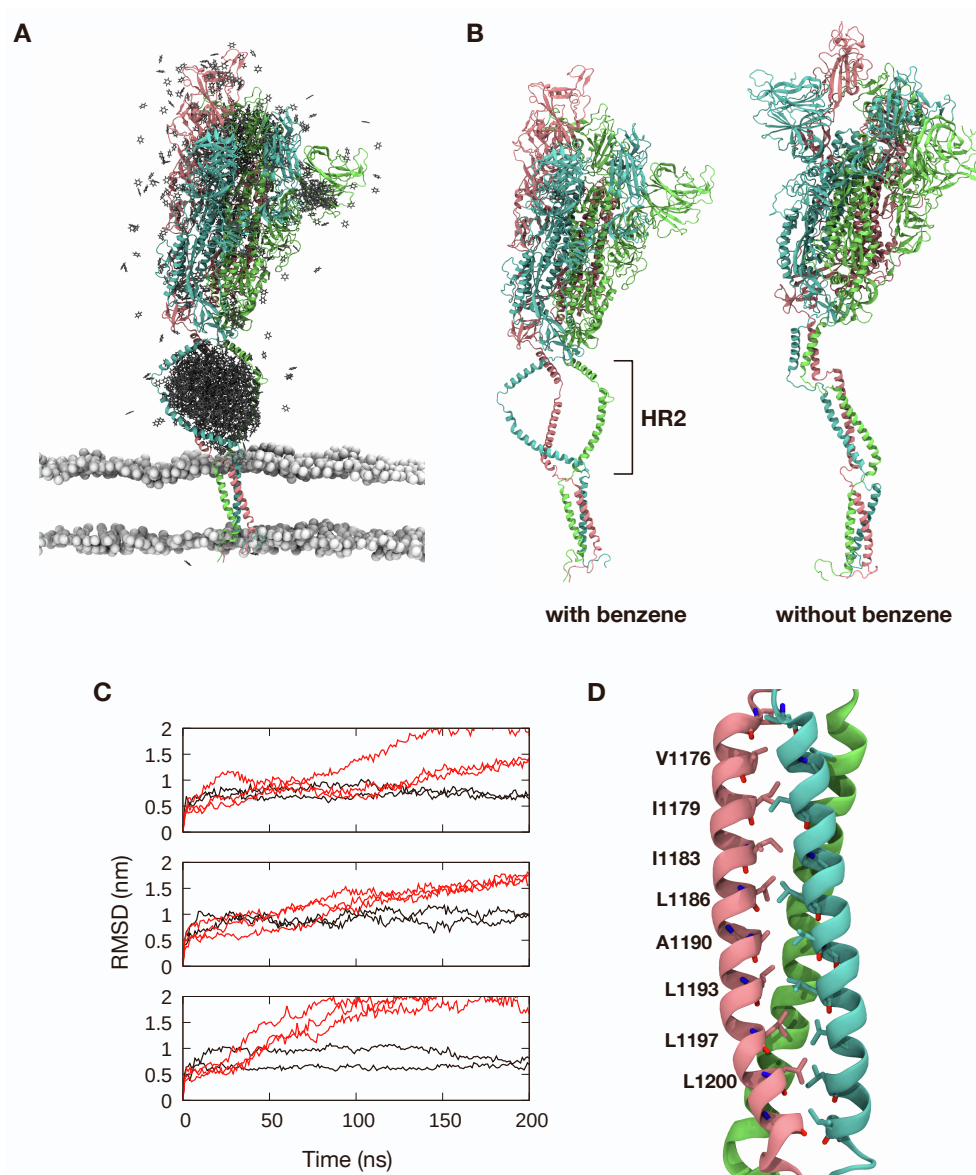 A
B
HR2
with benzene
without benzene
C
D
2
1.5
1
0.5
0
2
1.5
1
0.5
0
2
1.5
1
0.5
0
RMSD (nm)
0 50 100 150 200
Time (ns)
V1176
I1179
I1183
L1186
A1190
L1193
L1197
L1200